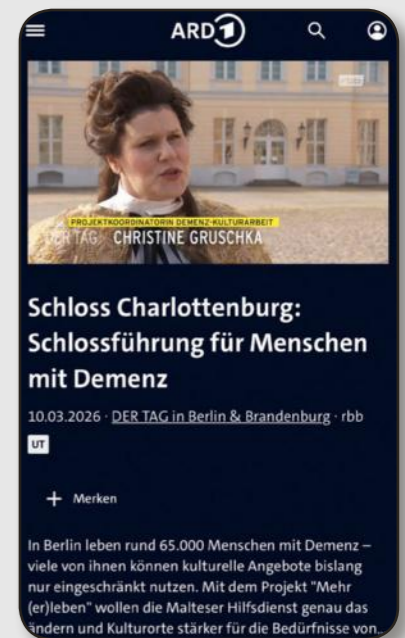 ARD 1
PROJEKTKOORDINATORIN DEMENZ-KULTURARBEIT
DER TAG CHRISTINE GRUSCHKA
Schloss Charlottenburg:
Schlossführung für Menschen
mit Demenz
10.03.2026 · DER TAG in Berlin & Brandenburg · rbb
UT
+ Merken
In Berlin leben rund 65.000 Menschen mit Demenz –
viele von ihnen können kulturelle Angebote bislang
nur eingeschränkt nutzen. Mit dem Projekt "Mehr
(er)leben" wollen die Malteser Hilfsdienst genau das
ändern und Kulturorte stärker für die Bedürfnisse von...